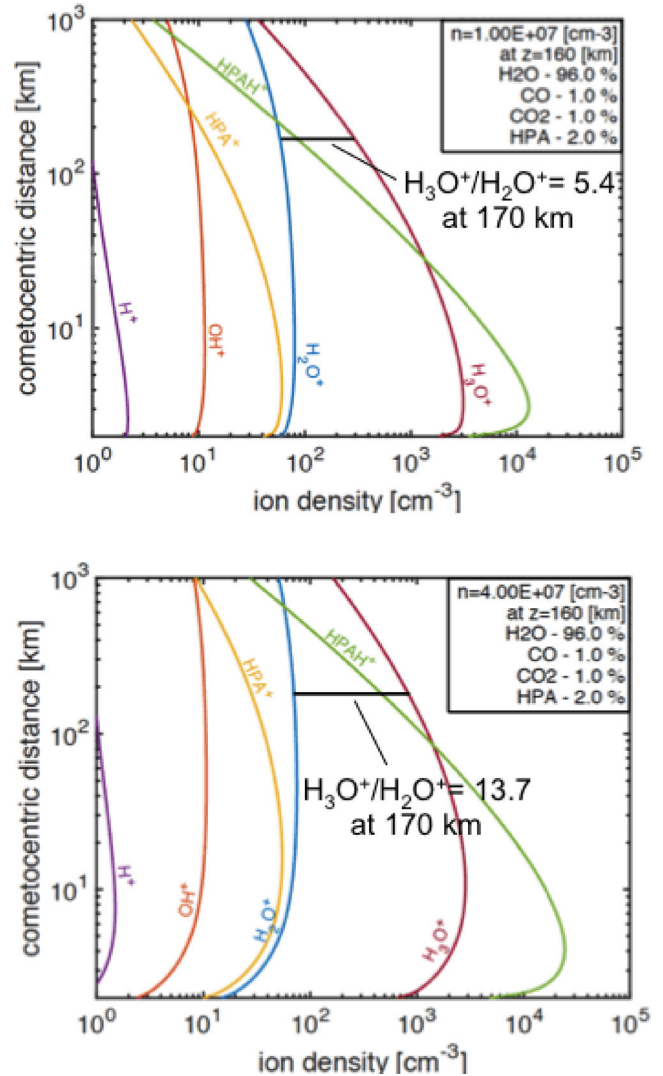 10³
10²
10¹
cometocentric distance [km]
n=1.00E+07 [cm-3]
at z=160 [km]
H2O - 96.0 %
CO - 1.0 %
CO2 - 1.0 %
HPA - 2.0 %
HPAH⁺
HPA⁺
H₃O⁺/H₂O⁺= 5.4
at 170 km
H⁺
OH⁺
H₂O⁺
H₃O⁺
10⁰ 10¹ 10² 10³ 10⁴ 10⁵
ion density [cm⁻³]
10³
10²
10¹
cometocentric distance [km]
n=4.00E+07 [cm-3]
at z=160 [km]
H2O - 96.0 %
CO - 1.0 %
CO2 - 1.0 %
HPA - 2.0 %
HPAH⁺
HPA⁺
H₃O⁺/H₂O⁺= 13.7
at 170 km
H⁺
OH⁺
H₂O⁺
H₃O⁺
10⁰ 10¹ 10² 10³ 10⁴ 10⁵
ion density [cm⁻³]